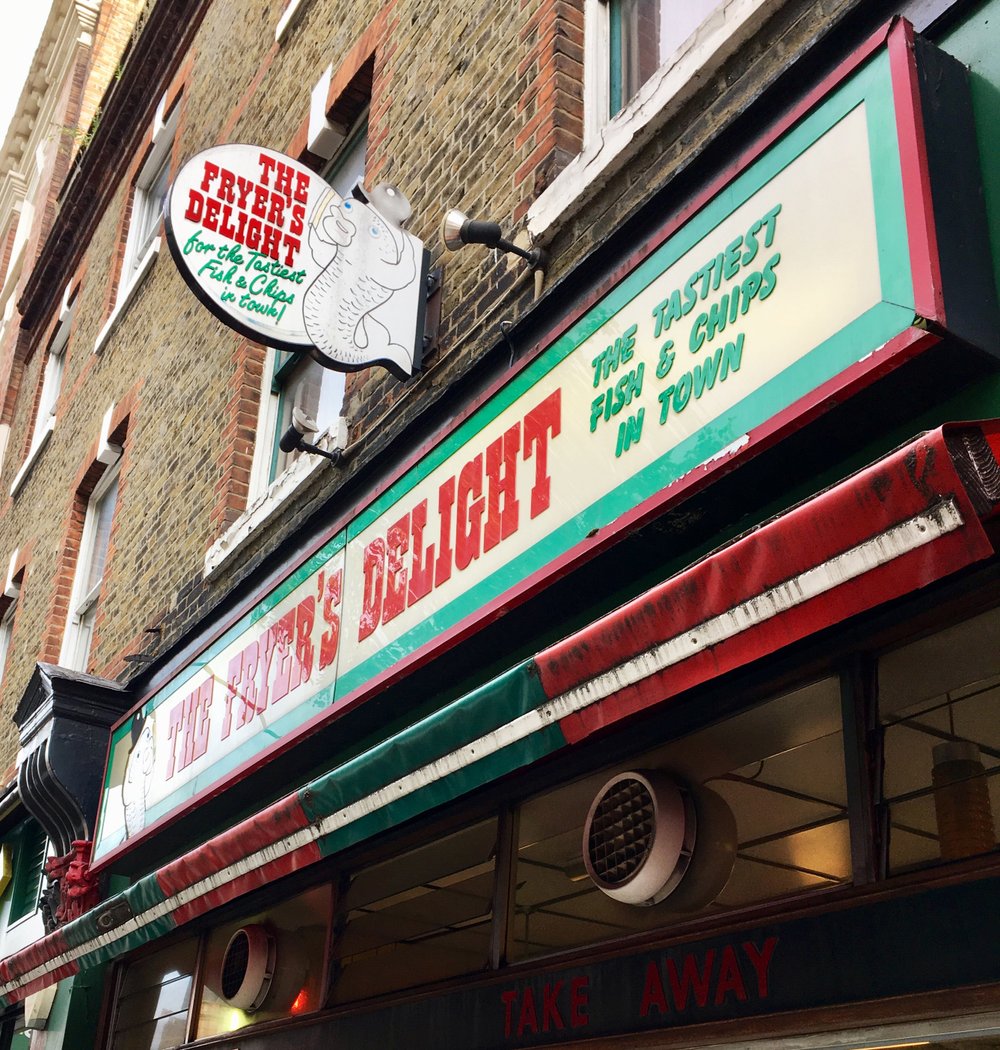 THE
FRYER'S
DELIGHT
for the Tastiest
Fish & Chips
in town!
THE FRYER'S DELIGHT
THE TASTIEST
FISH & CHIPS
IN TOWN
TAKE AWAY